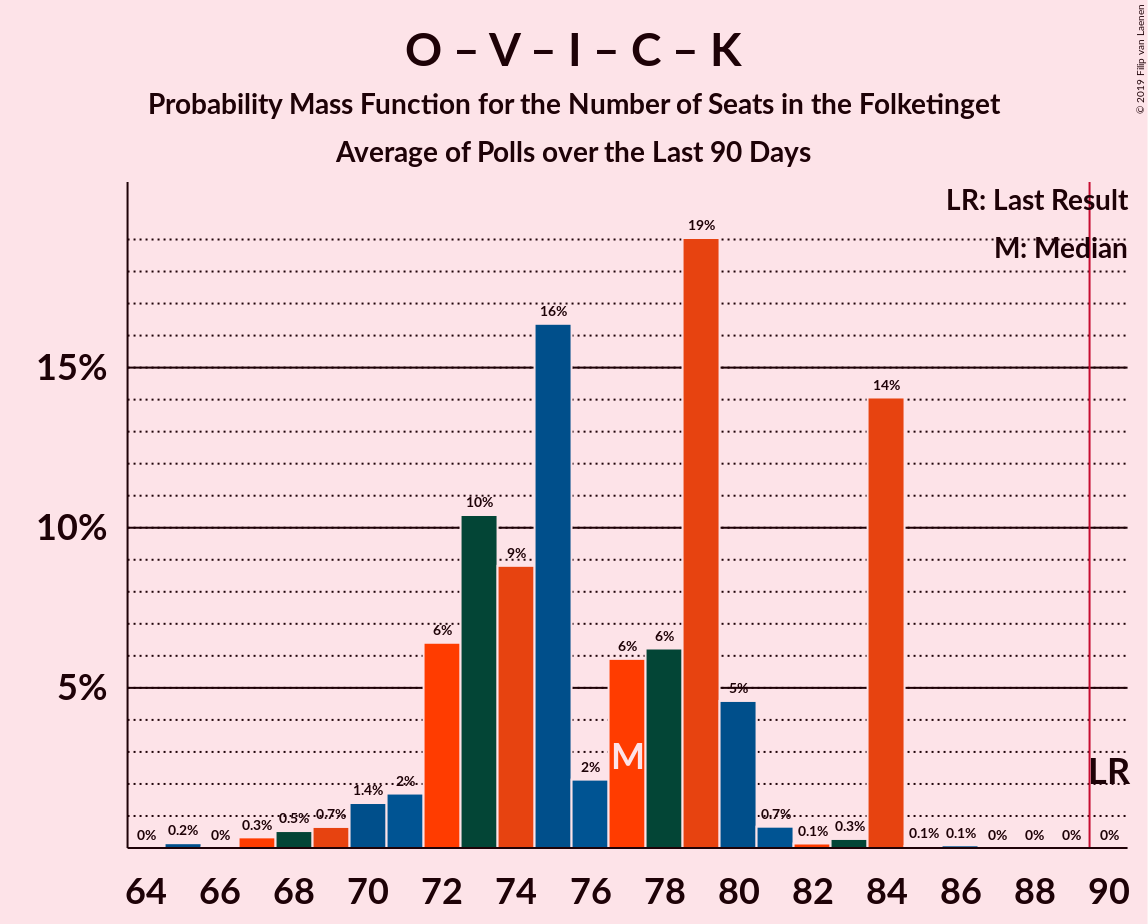 O – V – I – C – K
Probability Mass Function for the Number of Seats in the Folketinget
Average of Polls over the Last 90 Days
© 2019 Filip van Laenen
LR: Last Result
M: Median
15%
10%
5%
0% 0.2% 0% 0.3% 0.5% 0.7% 1.4% 2% 6% 10% 9% 16% 2% 6% 6% 19% 5% 0.7% 0.1% 0.3% 14% 0.1% 0.1% 0% 0% 0% 0%
M
LR
64 66 68 70 72 74 76 78 80 82 84 86 88 90